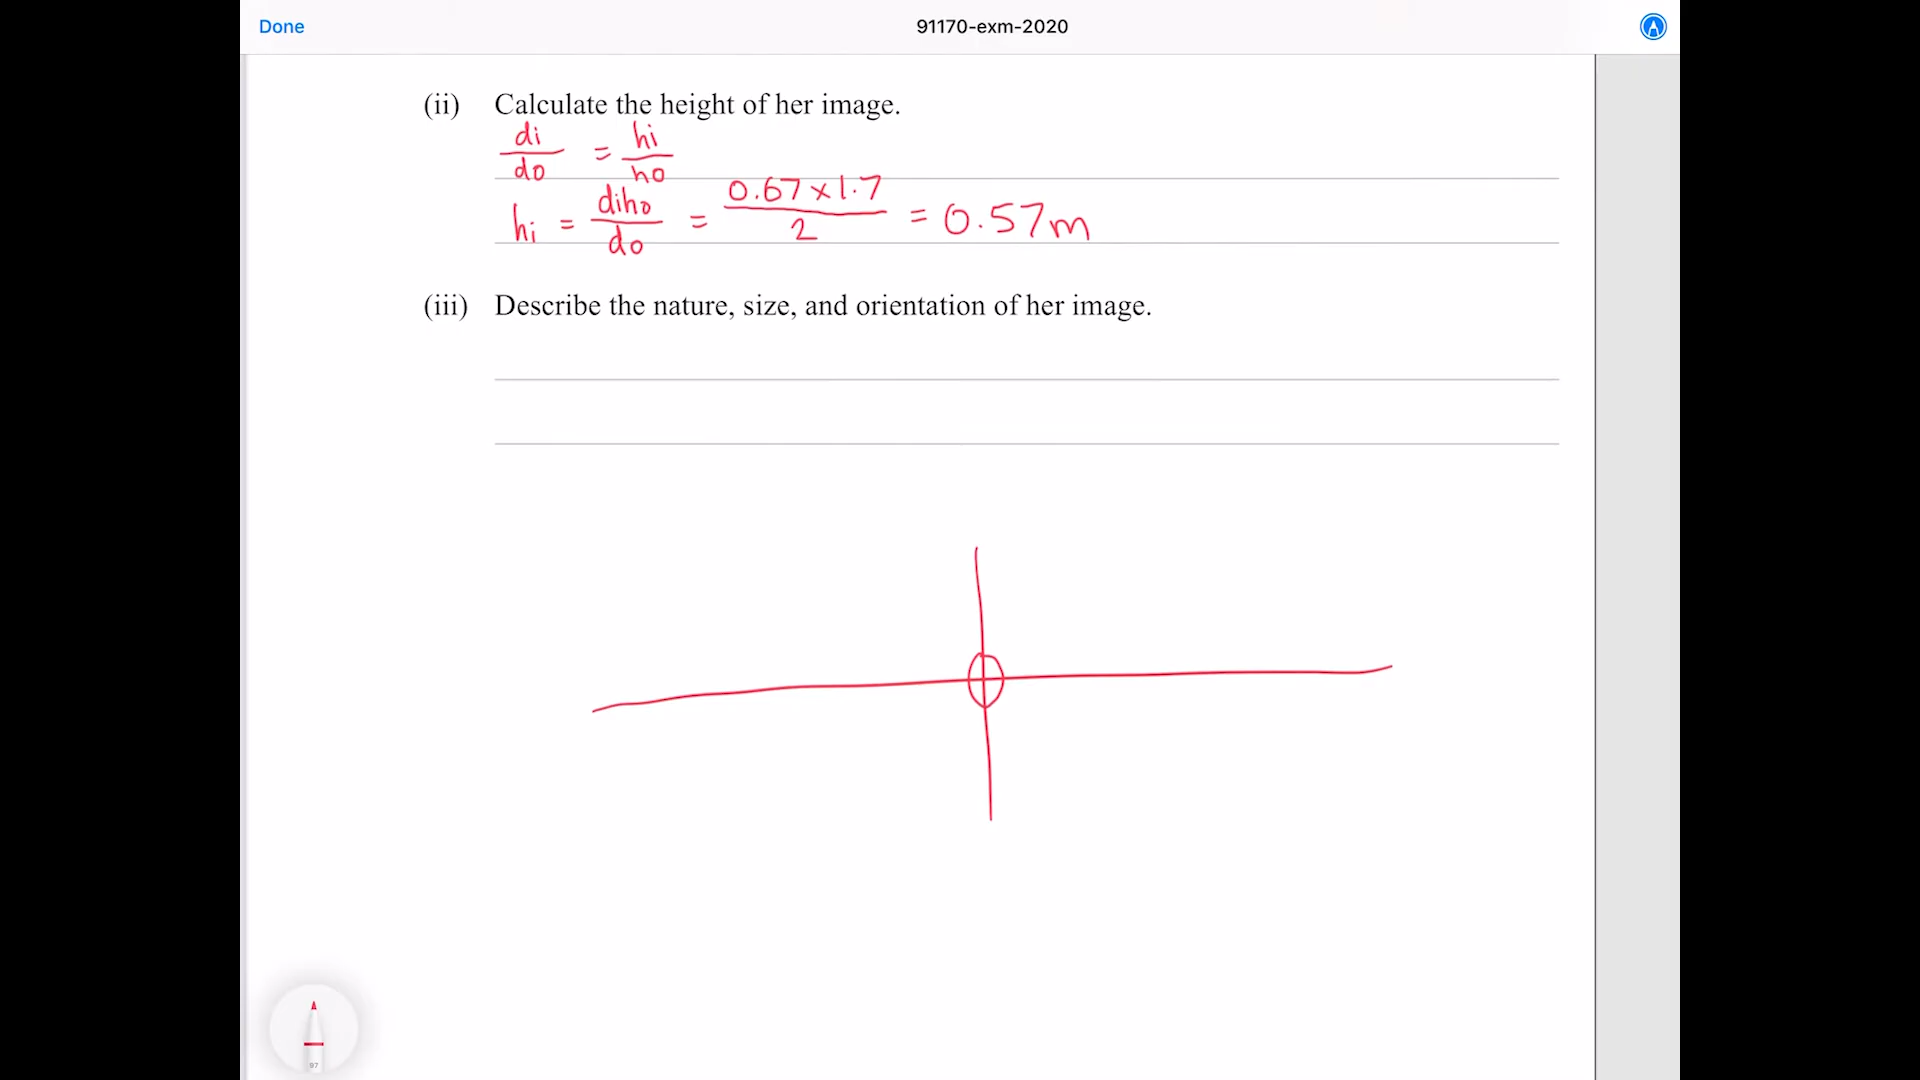 Done
91170-exm-2020
(ii) Calculate the height of her image.
di/do = hi/ho
hi = diho/do = 0.67 x 1.7/2 = 0.57m
(iii) Describe the nature, size, and orientation of her image.
97